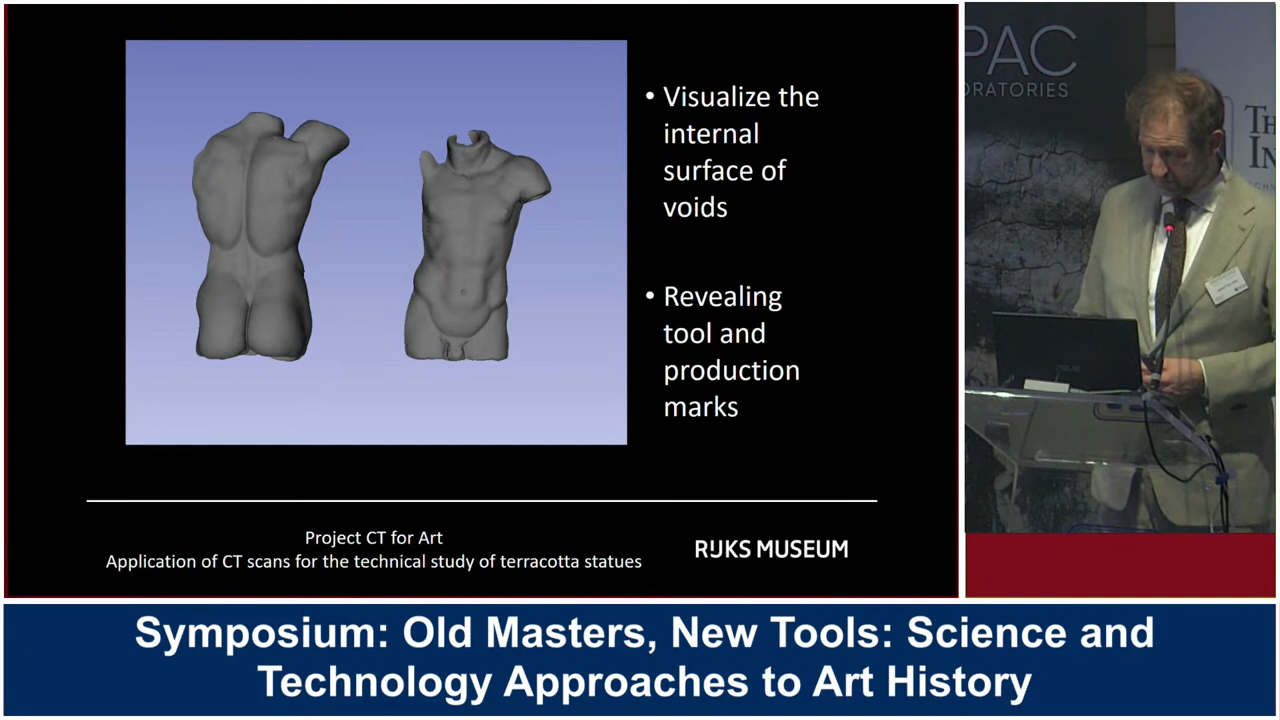 • Visualize the
internal
surface of
voids
• Revealing
tool and
production
marks
Project CT for Art
Application of CT scans for the technical study of terracotta statues
RIJKS MUSEUM
PAC
ORATORIES
TH
IN
Symposium: Old Masters, New Tools: Science and
Technology Approaches to Art History